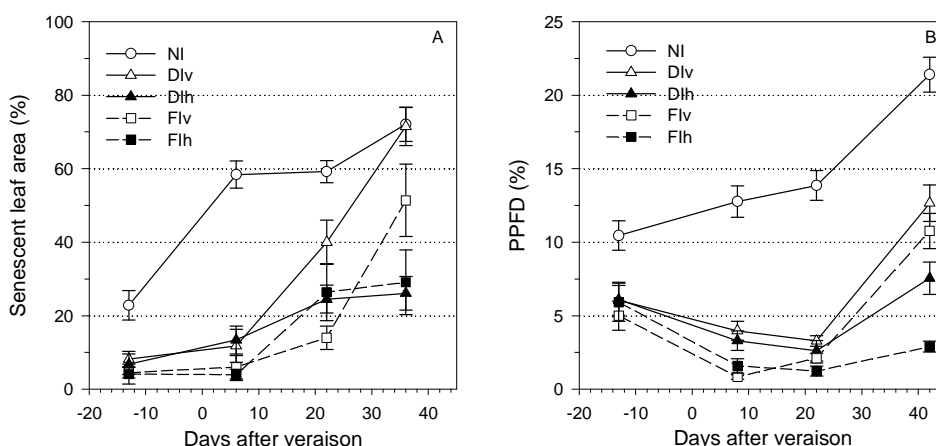 100
80
60
40
20
0
Senescent leaf area (%)
A
NI
DIv
DIh
FIv
FIh
-20 -10 0 10 20 30 40
Days after veraison
25
20
15
10
5
0
PPFD (%)
B
NI
DIv
DIh
FIv
FIh
-20 -10 0 10 20 30 40
Days after veraison